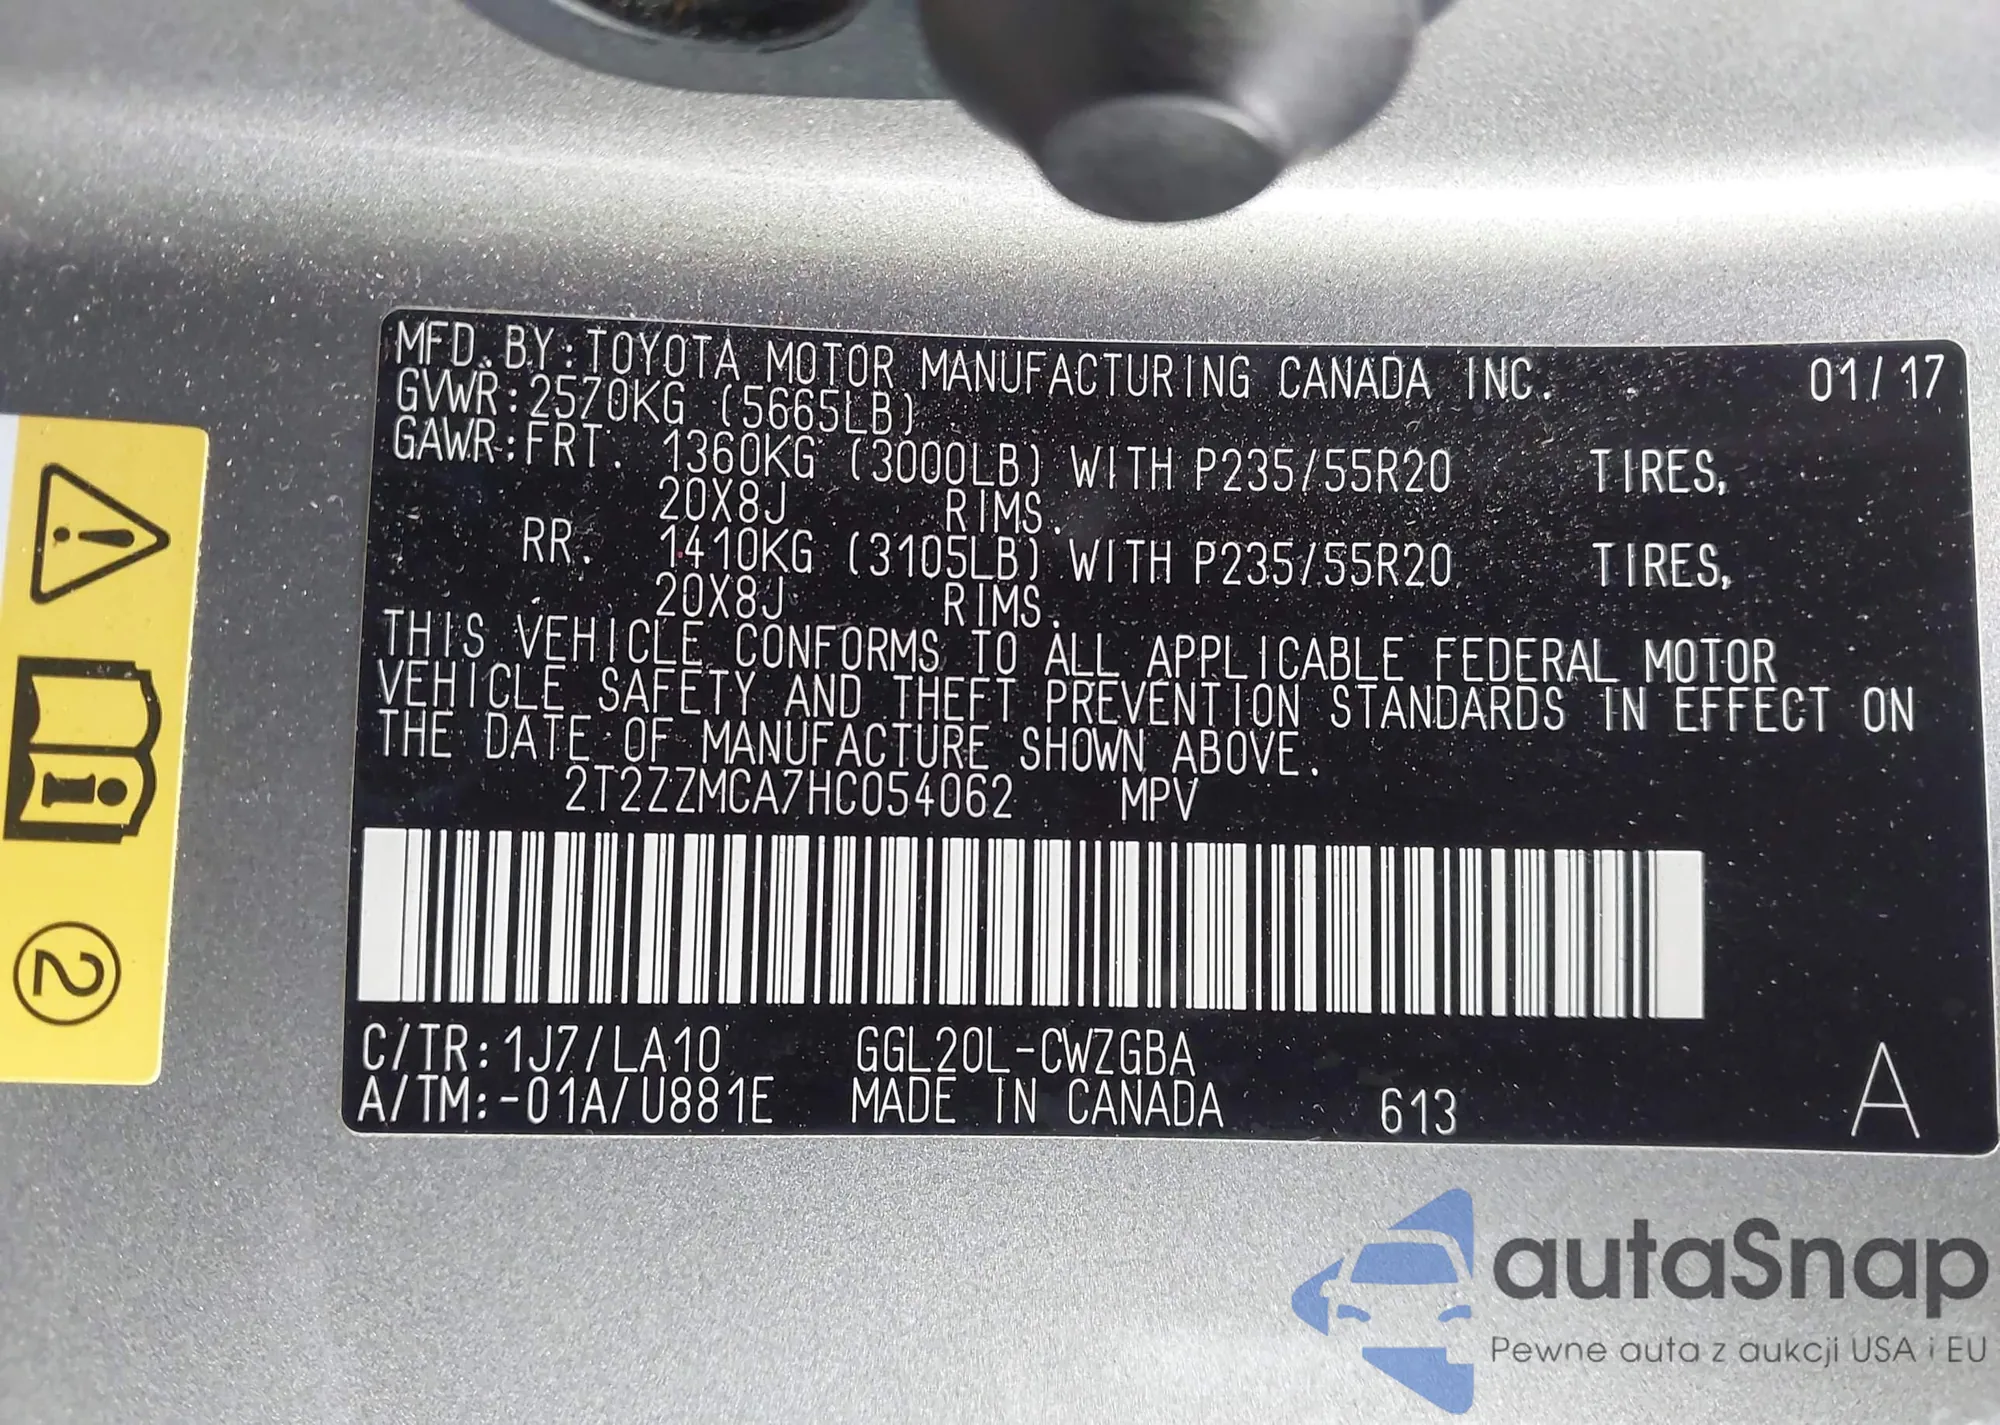 MFD. BY: TOYOTA MOTOR MANUFACTURING CANADA INC. 01/17
GVWR: 2570KG (5665LB)
GAWR: FRT. 1360KG (3000LB) WITH P235/55R20 TIRES,
20X8J RIMS.
RR. 1410KG (3105LB) WITH P235/55R20 TIRES,
20X8J RIMS.
THIS VEHICLE CONFORMS TO ALL APPLICABLE FEDERAL MOTOR
VEHICLE SAFETY AND THEFT PREVENTION STANDARDS IN EFFECT ON
THE DATE OF MANUFACTURE SHOWN ABOVE.
2T2ZZMCA7HC054062 MPV
C/TR: 1J7/LA10 GGL20L-CWZGBA
A/TM: -01A/U881E MADE IN CANADA 613 A
2
autaSnap
Pewne auta z aukcji USA i EU